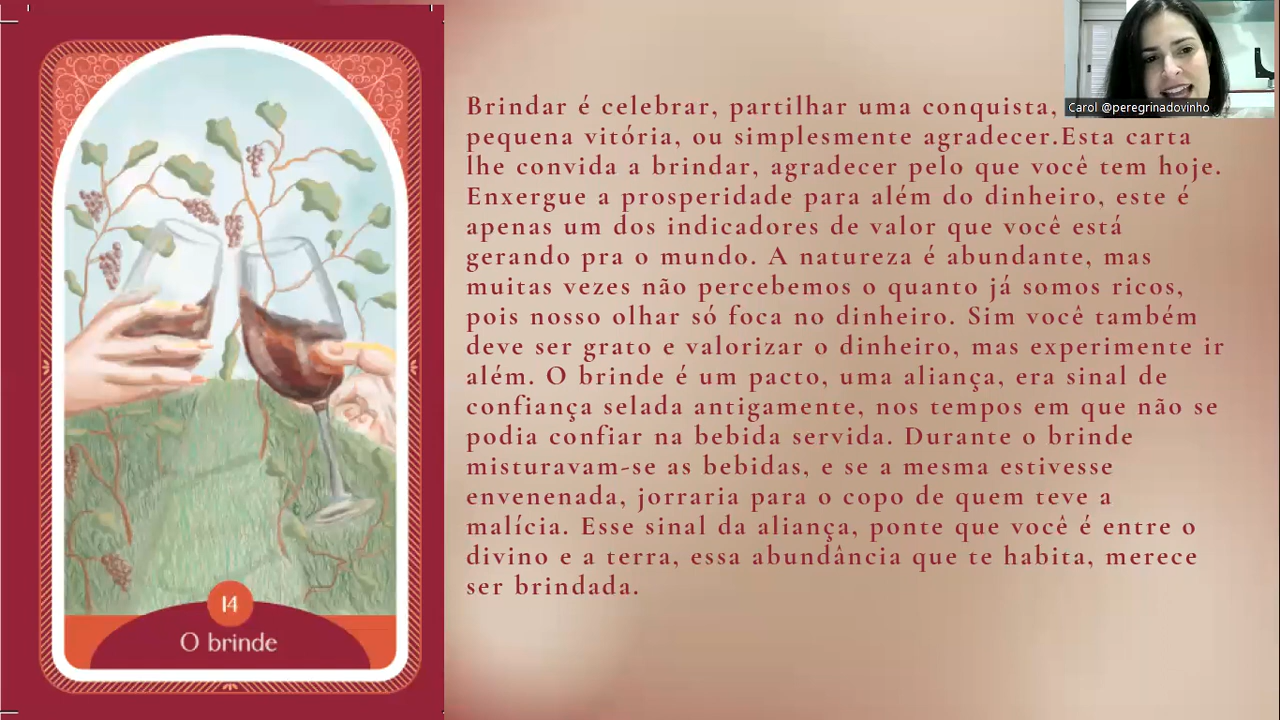 Brindar é celebrar, partilhar uma conquista,
pequena vitória, ou simplesmente agradecer.Esta carta
lhe convida a brindar, agradecer pelo que você tem hoje.
Enxergue a prosperidade para além do dinheiro, este é
apenas um dos indicadores de valor que você está
gerando pra o mundo. A natureza é abundante, mas
muitas vezes não percebemos o quanto já somos ricos,
pois nosso olhar só foca no dinheiro. Sim você também
deve ser grato e valorizar o dinheiro, mas experimente ir
além. O brinde é um pacto, uma aliança, era sinal de
confiança selada antigamente, nos tempos em que não se
podia confiar na bebida servida. Durante o brinde
misturavam-se as bebidas, e se a mesma estivesse
envenenada, jorraria para o copo de quem teve a
malícia. Esse sinal da aliança, ponte que você é entre o
divino e a terra, essa abundância que te habita, merece
ser brindada.
14
O brinde
Carol @peregrinadovinho